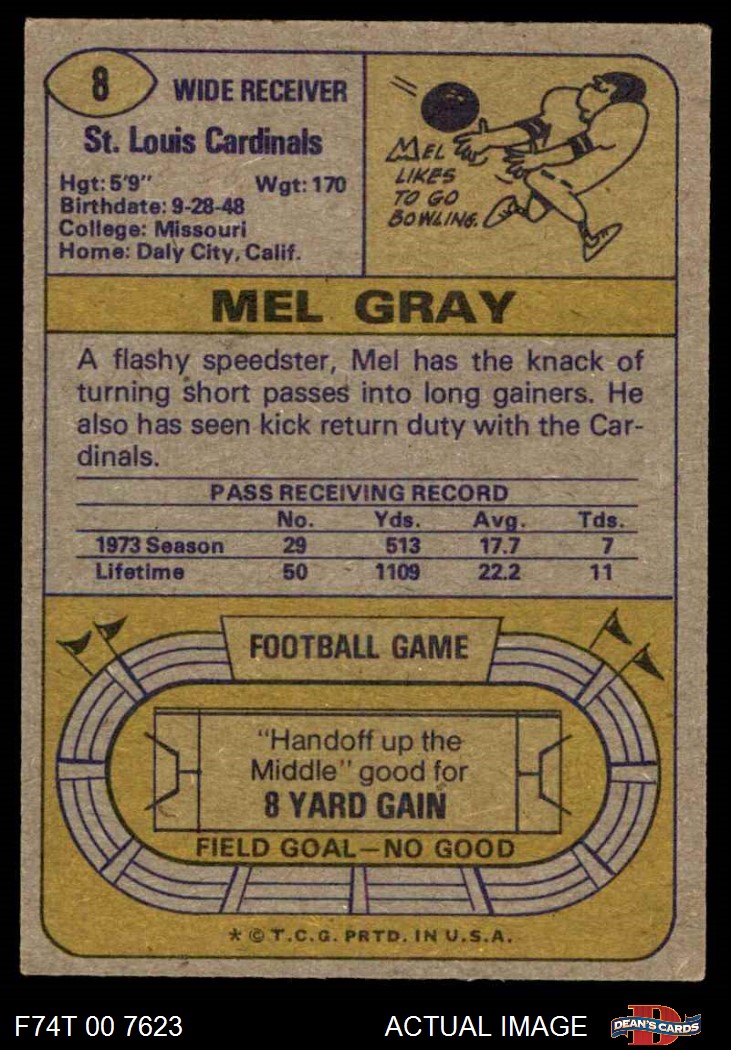 8
WIDE RECEIVER
St. Louis Cardinals
Hgt: 5'9" Wgt: 170
Birthdate: 9-28-48
College: Missouri
Home: Daly City, Calif.
MEL
LIKES
TO GO
BOWLING.
MEL GRAY
A flashy speedster, Mel has the knack of
turning short passes into long gainers. He
also has seen kick return duty with the Car-
dinals.
PASS RECEIVING RECORD
No. Yds. Avg. Tds.
1973 Season 29 513 17.7 7
Lifetime 50 1109 22.2 11
FOOTBALL GAME
"Handoff up the
Middle" good for
8 YARD GAIN
FIELD GOAL—NO GOOD
* © T.C.G. PRTD. IN U.S.A.
F74T 00 7623 ACTUAL IMAGE
D
DEAN'S CARDS